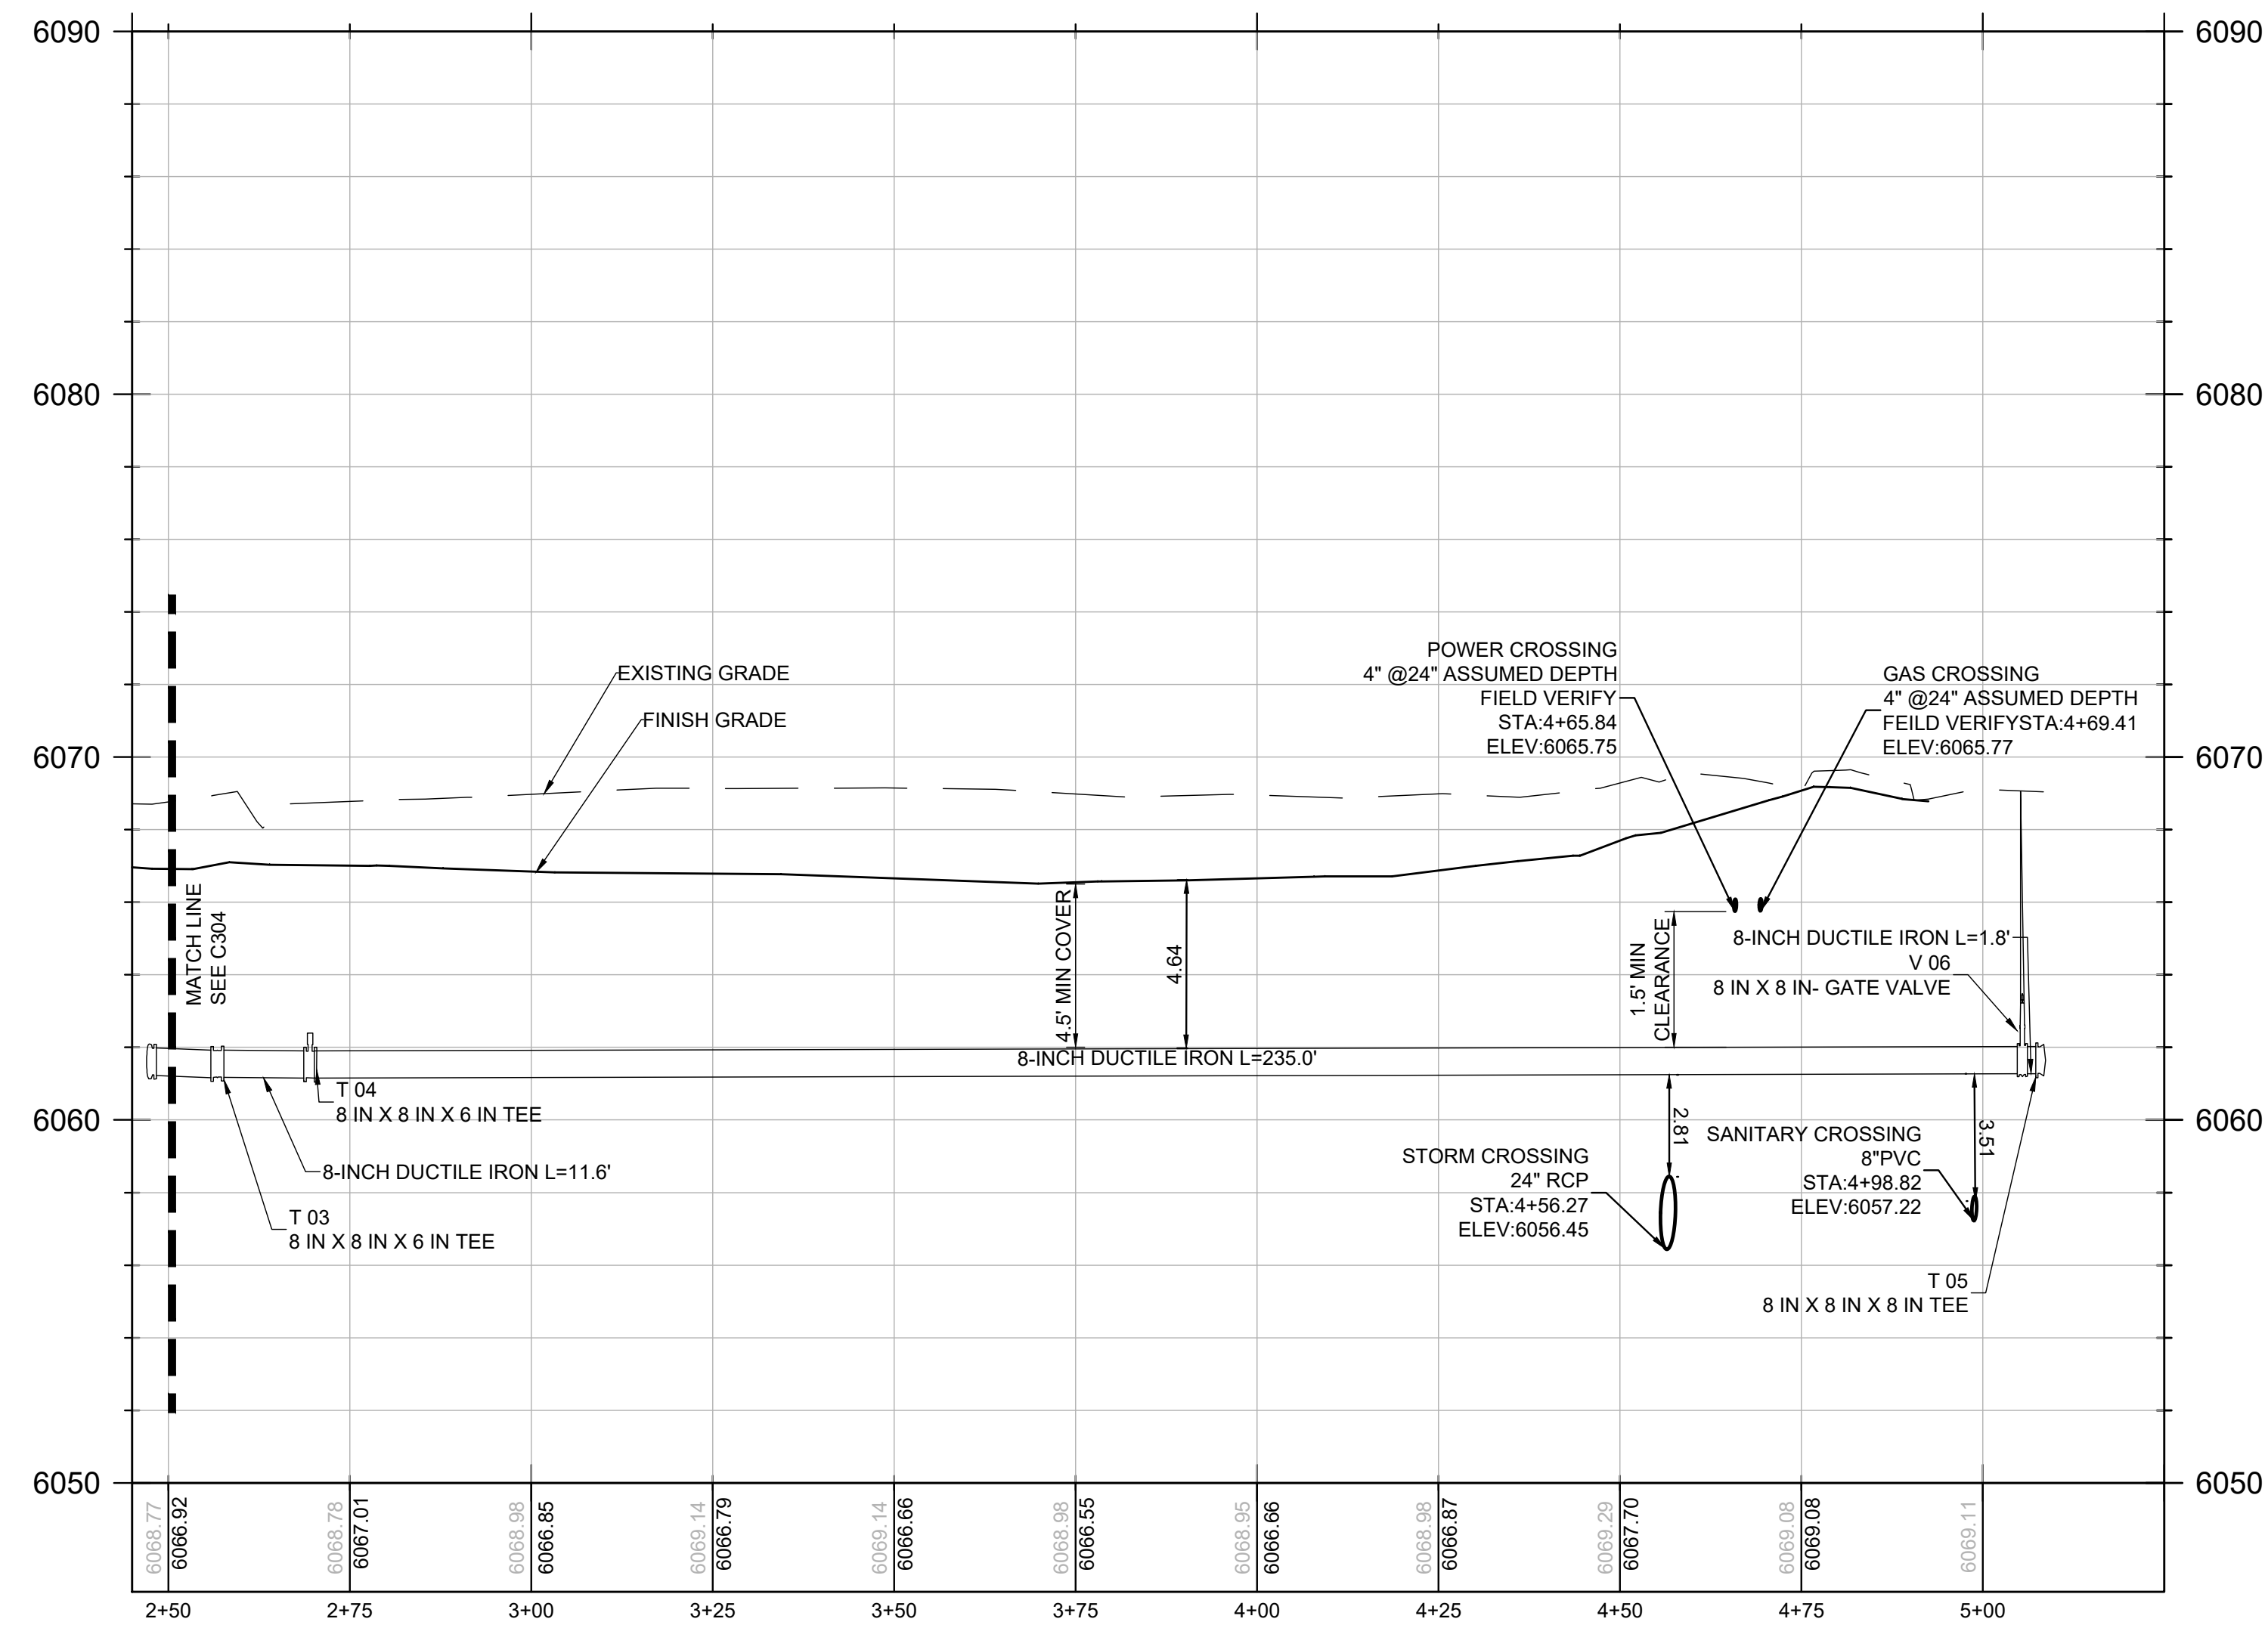 6090
6090
6080
6080
6070
6070
6060
6060
6050
6050
EXISTING GRADE
FINISH GRADE
POWER CROSSING
4" @24" ASSUMED DEPTH
FIELD VERIFY
STA:4+65.84
ELEV:6065.75
GAS CROSSING
4" @24" ASSUMED DEPTH
FEILD VERIFYSTA:4+69.41
ELEV:6065.77
MATCH LINE
SEE C304
4.5' MIN COVER
4.64
1.5' MIN
CLEARANCE
8-INCH DUCTILE IRON L=1.8'
V 06
8 IN X 8 IN- GATE VALVE
8-INCH DUCTILE IRON L=235.0'
T 04
8 IN X 8 IN X 6 IN TEE
8-INCH DUCTILE IRON L=11.6'
T 03
8 IN X 8 IN X 6 IN TEE
2.81
STORM CROSSING
24" RCP
STA:4+56.27
ELEV:6056.45
3.51
SANITARY CROSSING
8"PVC
STA:4+98.82
ELEV:6057.22
T 05
8 IN X 8 IN X 8 IN TEE
6068.77
6066.92
6068.78
6067.01
6068.98
6066.85
6069.14
6066.79
6069.14
6066.66
6068.98
6066.55
6068.95
6066.66
6068.98
6066.87
6069.29
6067.70
6069.08
6069.08
6069.11
2+50
2+75
3+00
3+25
3+50
3+75
4+00
4+25
4+50
4+75
5+00